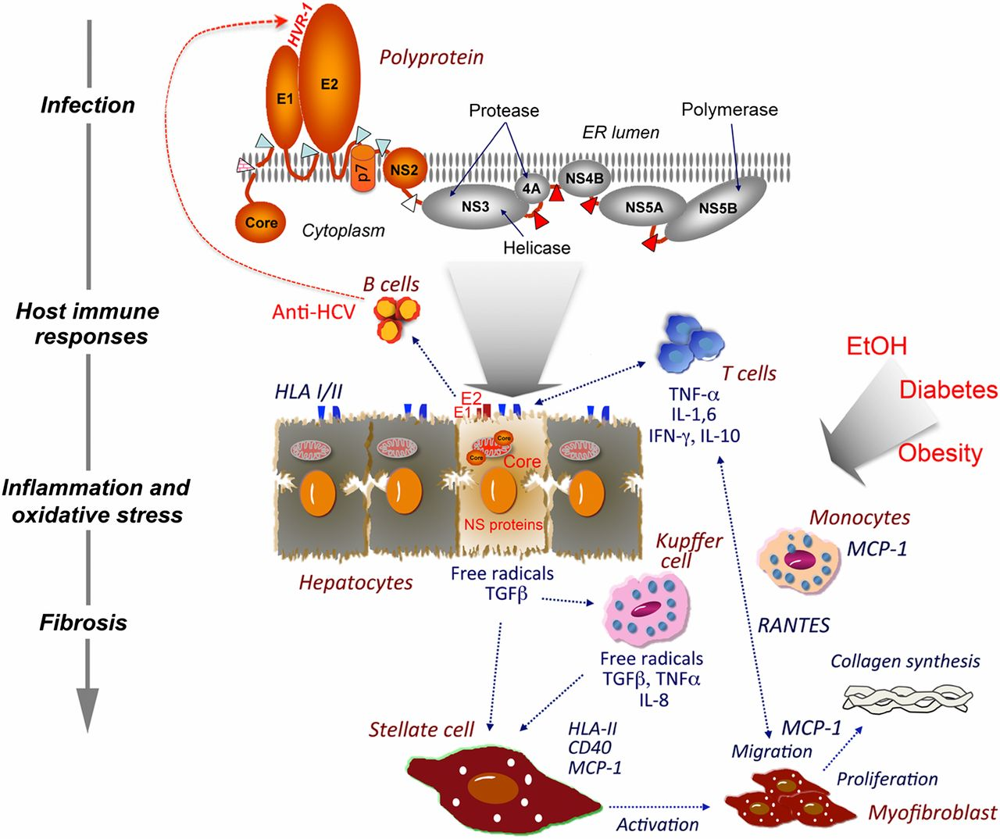 Infection
Host immune
responses
Inflammation and
oxidative stress
Fibrosis
HVR-1
E1
E2
Polyprotein
Protease
ER lumen
Polymerase
p7
NS2
4A
NS4B
NS3
NS5A
NS5B
Core
Cytoplasm
Helicase
B cells
Anti-HCV
T cells
TNF-α
IL-1,6
IFN-γ, IL-10
EtOH
Diabetes
Obesity
HLA I/II
E2
E1
Core
Core
Core
NS proteins
Hepatocytes
Free radicals
TGFβ
Kupffer
cell
Monocytes
MCP-1
RANTES
Free radicals
TGFβ, TNFα
IL-8
Collagen synthesis
Stellate cell
HLA-II
CD40
MCP-1
MCP-1
Migration
Proliferation
Activation
Myofibroblast